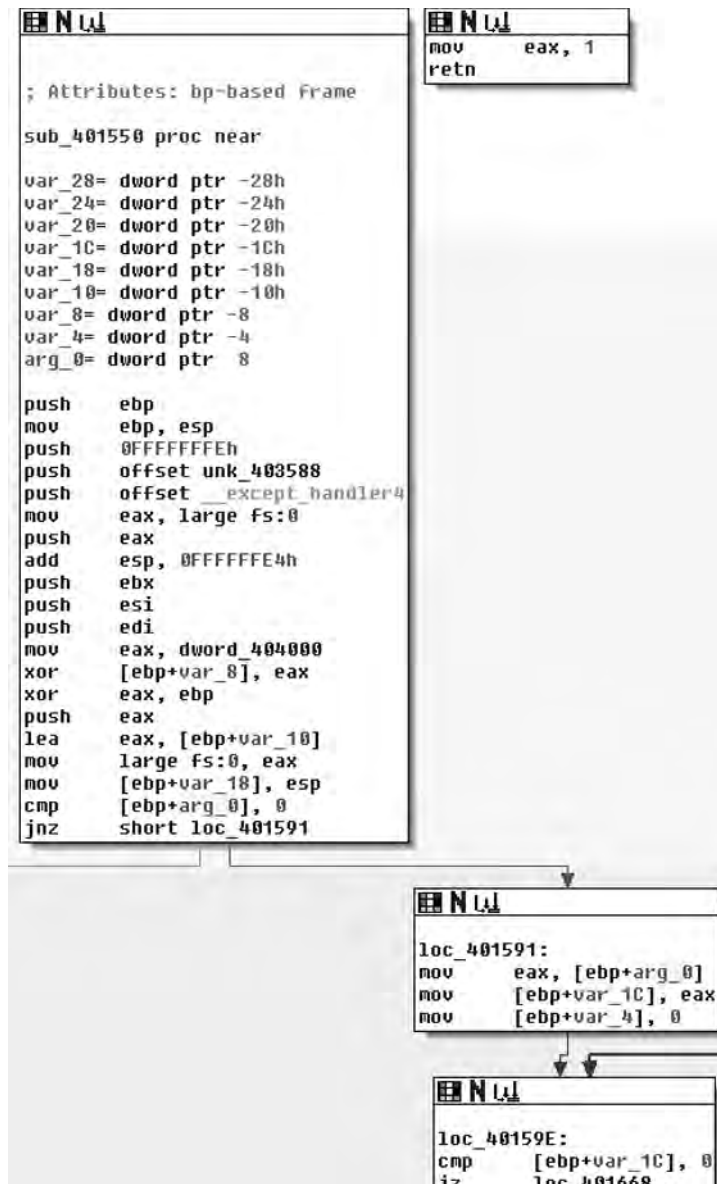 ; Attributes: bp-based frame
sub_401550 proc near
var_28= dword ptr -28h
var_24= dword ptr -24h
var_20= dword ptr -20h
var_1C= dword ptr -1Ch
var_18= dword ptr -18h
var_10= dword ptr -10h
var_8= dword ptr -8
var_4= dword ptr -4
arg_0= dword ptr 8
push ebp
mov ebp, esp
push 0FFFFFFFEh
push offset unk_403588
push offset __except_handler4
mov eax, large fs:0
push eax
add esp, 0FFFFFFE4h
push ebx
push esi
push edi
mov eax, dword_404000
xor [ebp+var_8], eax
xor eax, ebp
push eax
lea eax, [ebp+var_10]
mov large fs:0, eax
mov [ebp+var_18], esp
cmp [ebp+arg_0], 0
jnz short loc_401591
mov eax, 1
retn
loc_401591:
mov eax, [ebp+arg_0]
mov [ebp+var_1C], eax
mov [ebp+var_4], 0
loc_40159E:
cmp [ebp+var_1C], 0
jz loc_401668